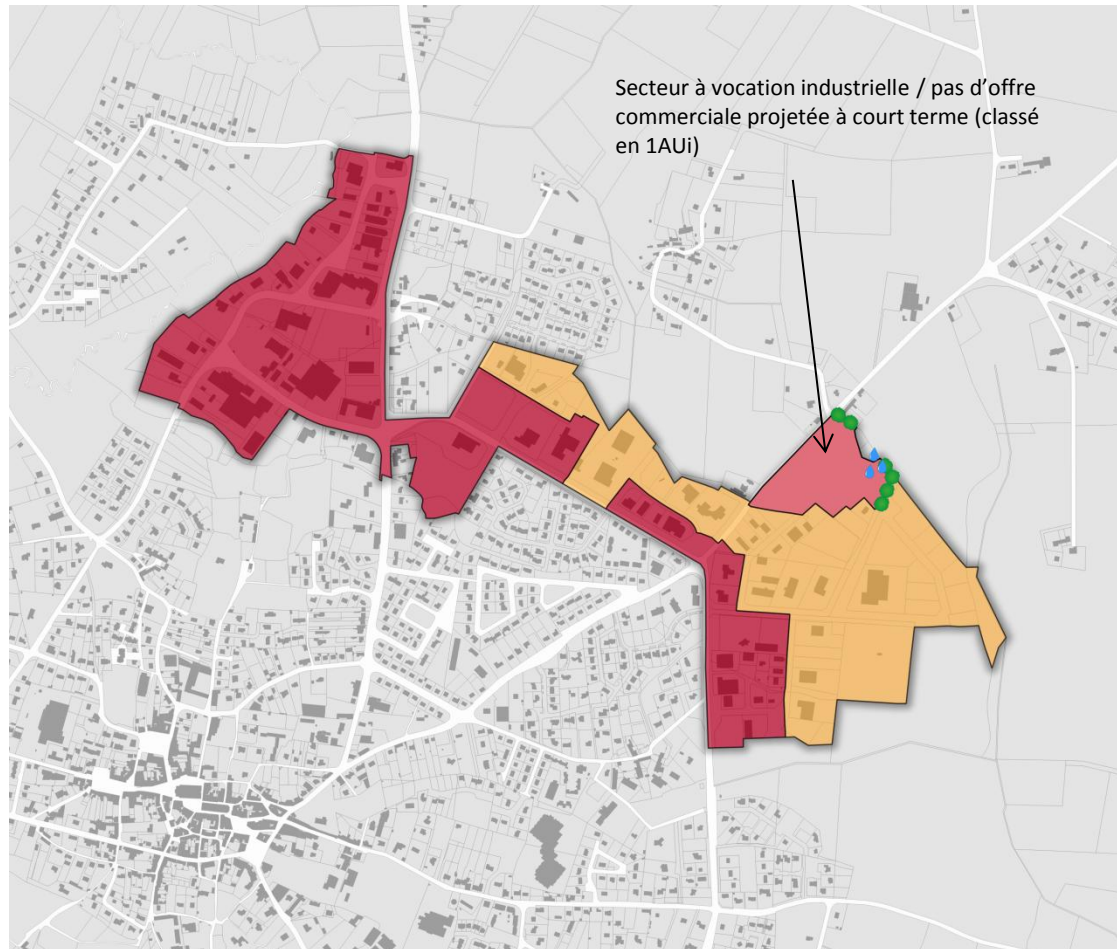 Secteur à vocation industrielle / pas d’offre
commerciale projetée à court terme (classé
en 1AUi)